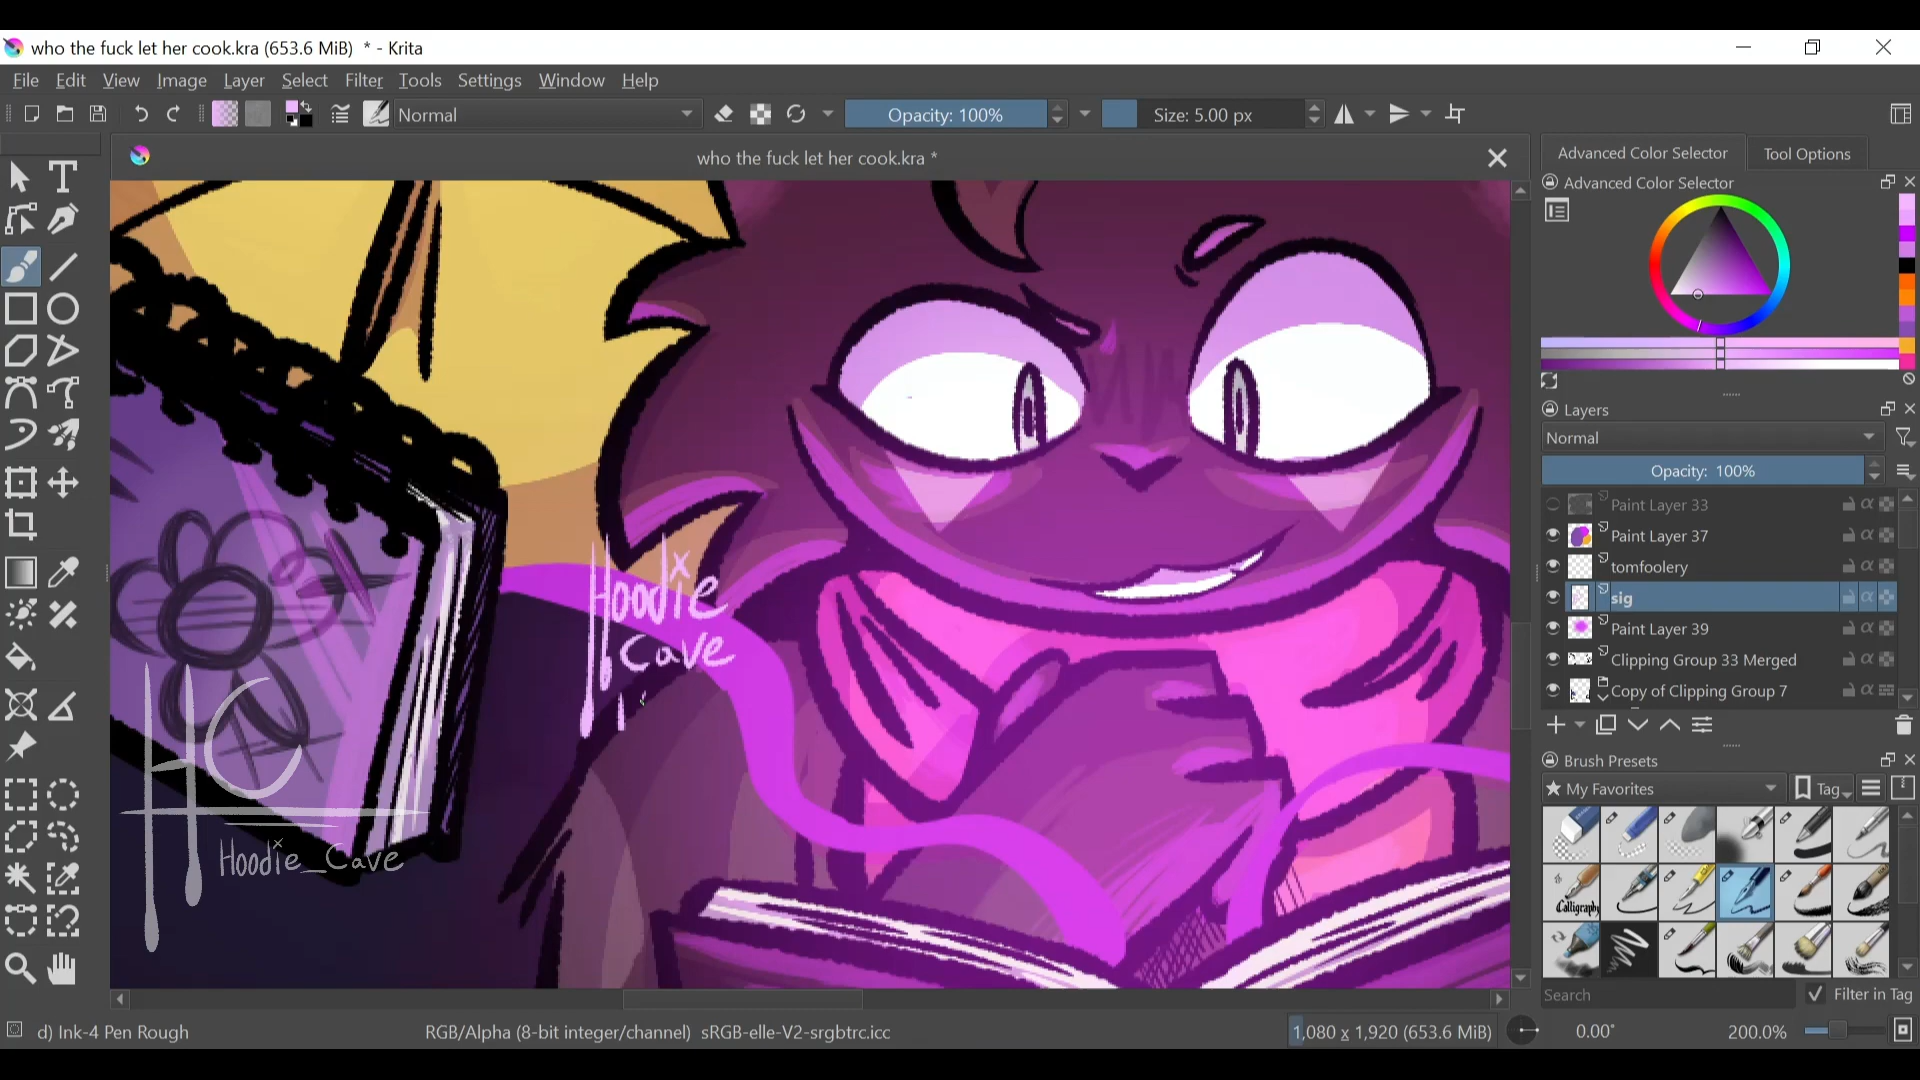 who the fuck let her cook.kra (653.6 MiB) * - Krita
File Edit View Image Layer Select Filter Tools Settings Window Help
Normal
Opacity: 100%
Size: 5.00 px
who the fuck let her cook.kra *
Advanced Color Selector
Tool Options
Advanced Color Selector
Layers
Normal
Opacity: 100%
Paint Layer 33
Paint Layer 37
tomfoolery
sig
Paint Layer 39
Clipping Group 33 Merged
Copy of Clipping Group 7
Brush Presets
My Favorites
Tag
Calligraphy
Search
Filter in Tag
Hoodie
Cave
HC
Hoodie_Cave
d) Ink-4 Pen Rough
RGB/Alpha (8-bit integer/channel) sRGB-elle-V2-srgbtrc.icc
1,080 x 1,920 (653.6 MiB)
0.00°
200.0%